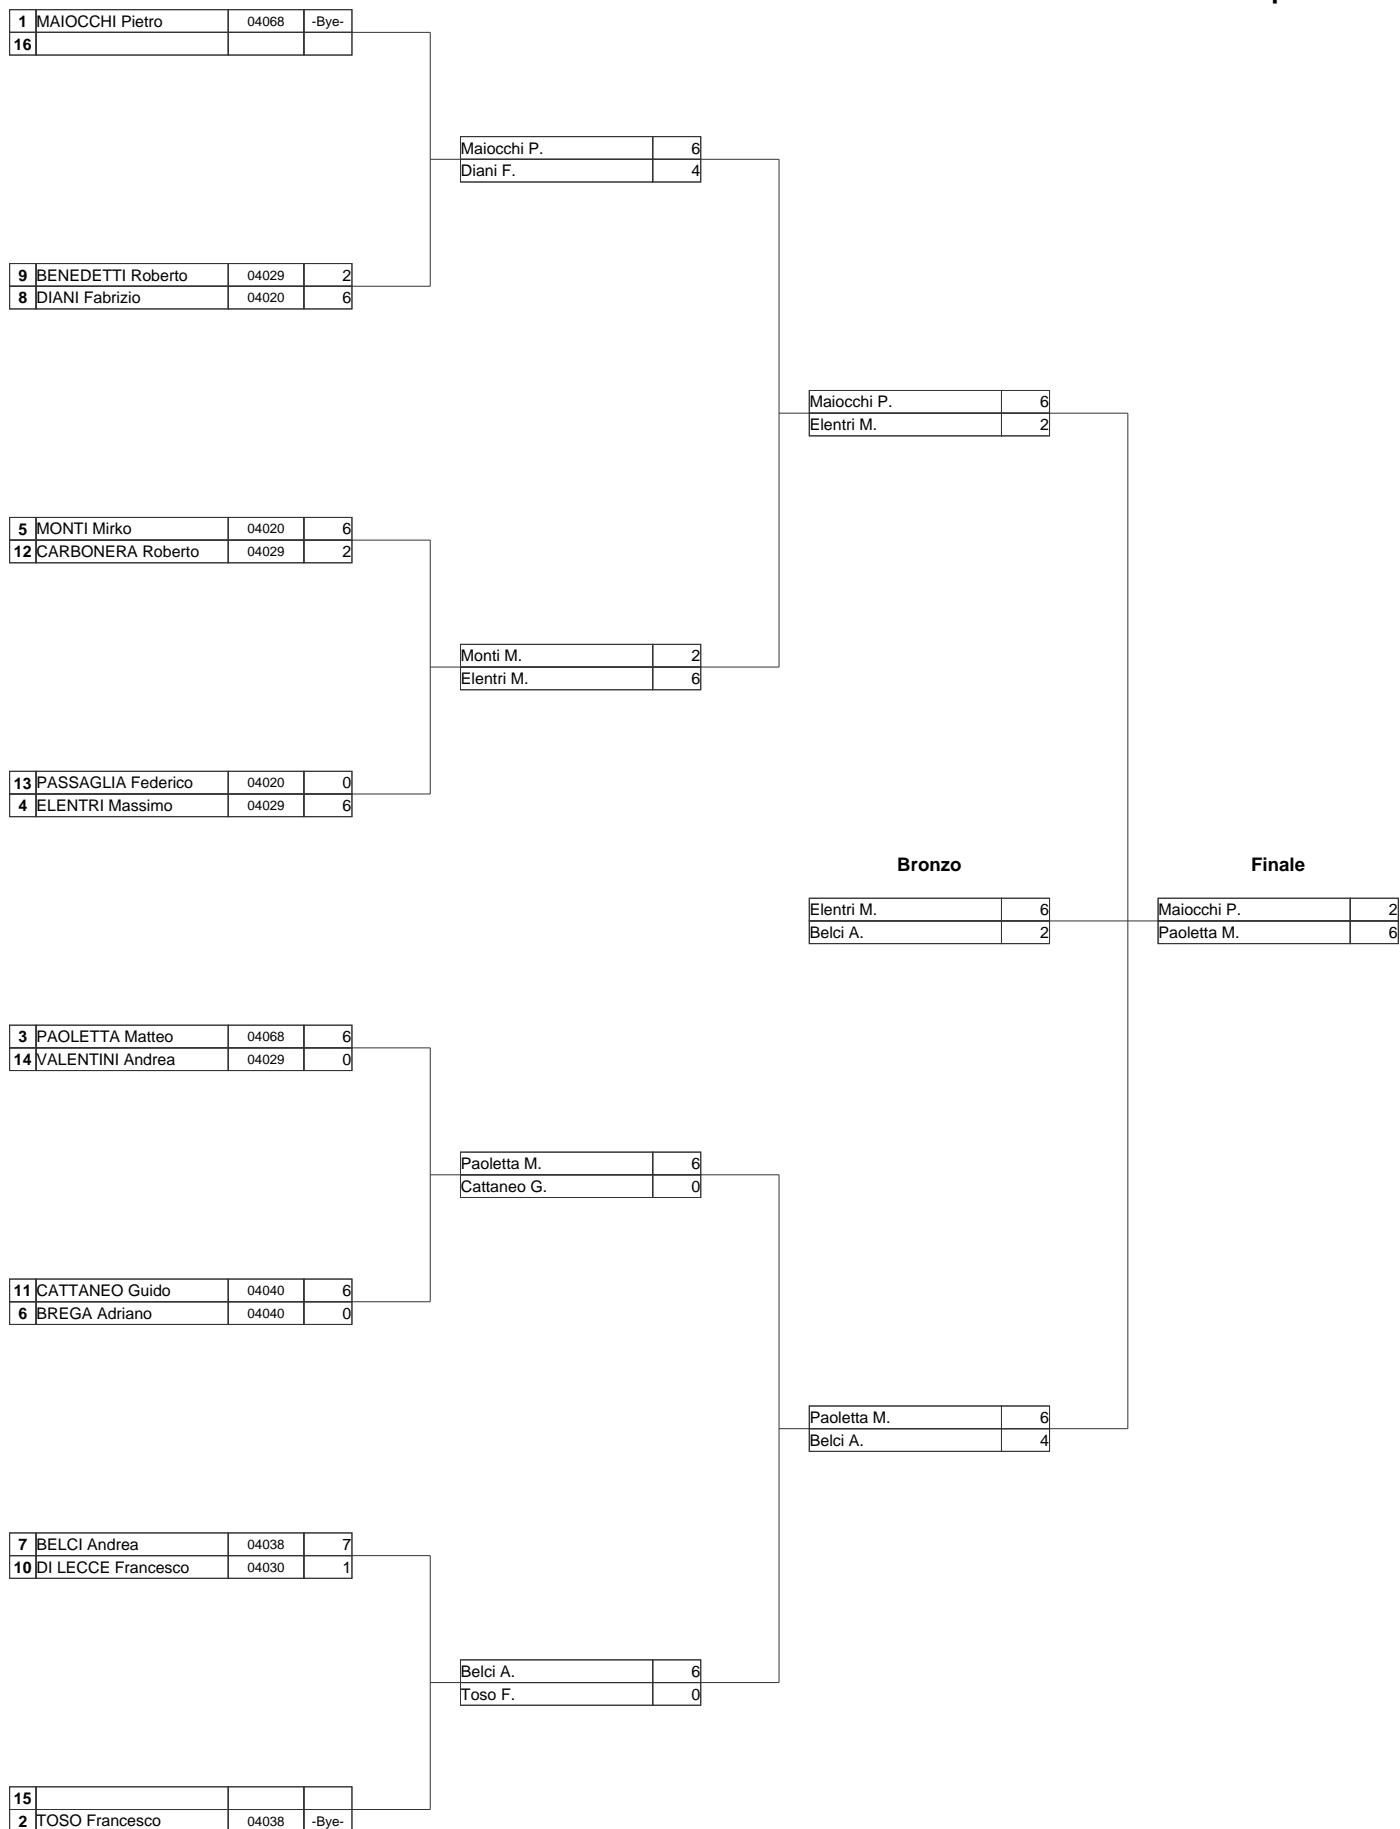 1 MAIOCCHI Pietro 04068 -Bye-
16
Maiocchi P. 6
Diani F. 4
9 BENEDETTI Roberto 04029 2
8 DIANI Fabrizio 04020 6
Maiocchi P. 6
Elentri M. 2
5 MONTI Mirko 04020 6
12 CARBONERA Roberto 04029 2
Monti M. 2
Elentri M. 6
13 PASSAGLIA Federico 04020 0
4 ELENTRI Massimo 04029 6
Bronzo Finale
Elentri M. 6 Maiocchi P. 2
Belci A. 2 Paoletta M. 6
3 PAOLETTA Matteo 04068 6
14 VALENTINI Andrea 04029 0
Paoletta M. 6
Cattaneo G. 0
11 CATTANEO Guido 04040 6
6 BREGA Adriano 04040 0
Paoletta M. 6
Belci A. 4
7 BELCI Andrea 04038 7
10 DI LECCE Francesco 04030 1
Belci A. 6
Toso F. 0
15
2 TOSO Francesco 04038 -Bye-